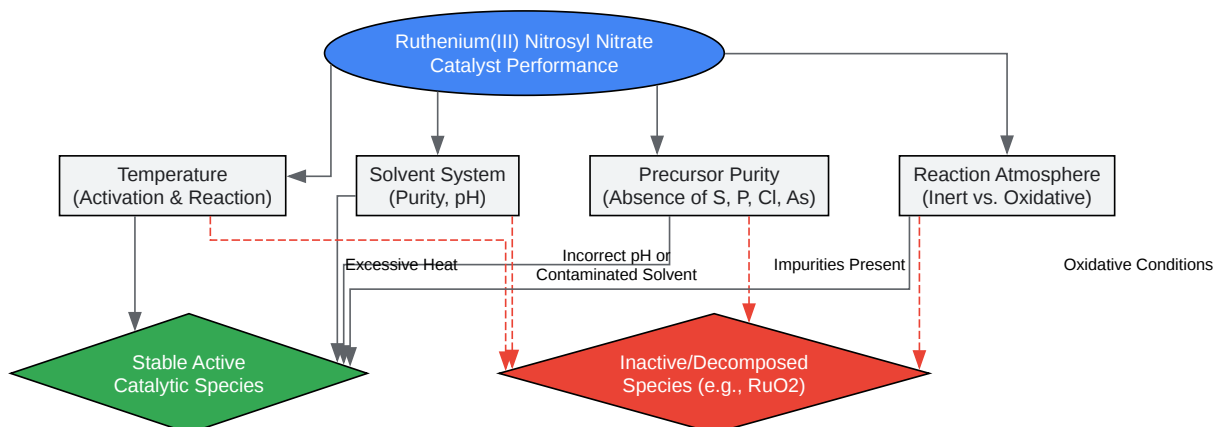 Ruthenium(III) Nitrosyl Nitrate
Catalyst Performance
Temperature
(Activation & Reaction)
Solvent System
(Purity, pH)
Precursor Purity
(Absence of S, P, Cl, As)
Reaction Atmosphere
(Inert vs. Oxidative)
Excessive Heat
Incorrect pH or
Contaminated Solvent
Impurities Present
Oxidative Conditions
Stable Active
Catalytic Species
Inactive/Decomposed
Species (e.g., RuO2)